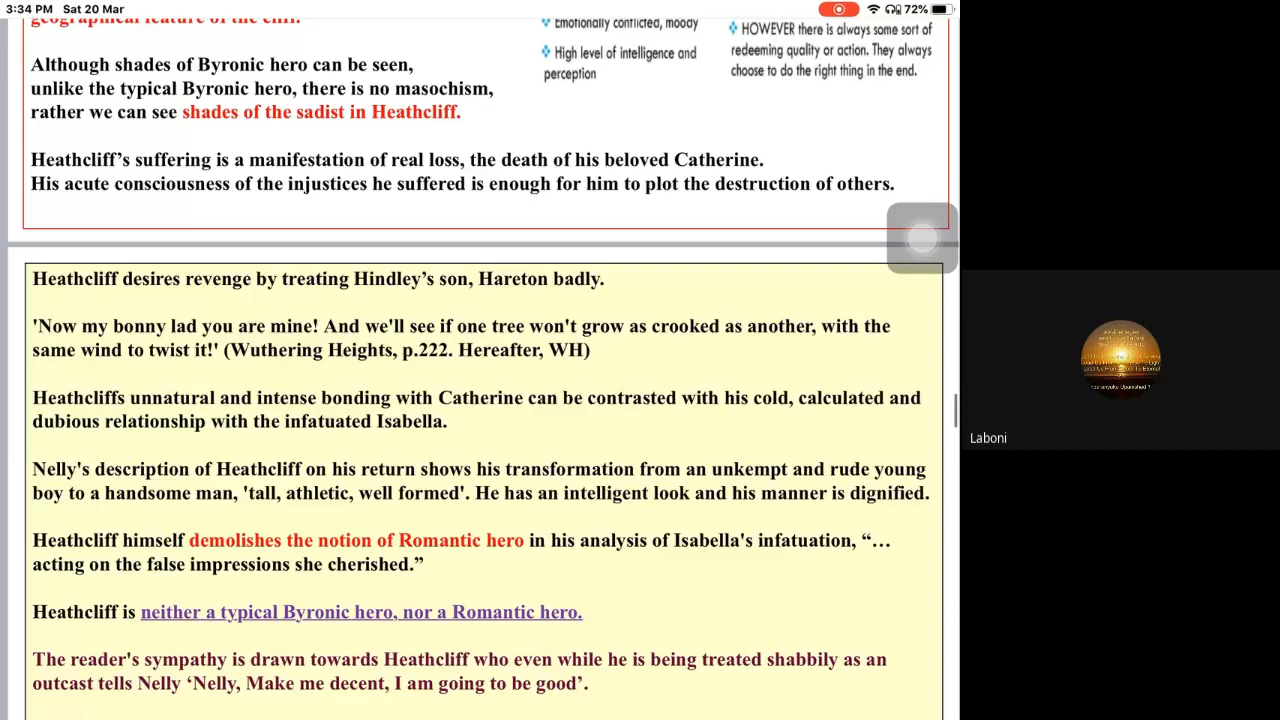 3:34 PM Sat 20 Mar
72%
geographical feature of the cliff.
Although shades of Byronic hero can be seen,
unlike the typical Byronic hero, there is no masochism,
rather we can see shades of the sadist in Heathcliff.
Heathcliff’s suffering is a manifestation of real loss, the death of his beloved Catherine.
His acute consciousness of the injustices he suffered is enough for him to plot the destruction of others.
Emotionally conflicted, moody
High level of intelligence and
perception
HOWEVER there is always some sort of
redeeming quality or action. They always
choose to do the right thing in the end.
Heathcliff desires revenge by treating Hindley’s son, Hareton badly.
'Now my bonny lad you are mine! And we'll see if one tree won't grow as crooked as another, with the
same wind to twist it!' (Wuthering Heights, p.222. Hereafter, WH)
Heathcliffs unnatural and intense bonding with Catherine can be contrasted with his cold, calculated and
dubious relationship with the infatuated Isabella.
Nelly's description of Heathcliff on his return shows his transformation from an unkempt and rude young
boy to a handsome man, 'tall, athletic, well formed'. He has an intelligent look and his manner is dignified.
Heathcliff himself demolishes the notion of Romantic hero in his analysis of Isabella's infatuation, “…
acting on the false impressions she cherished.”
Heathcliff is neither a typical Byronic hero, nor a Romantic hero.
The reader's sympathy is drawn towards Heathcliff who even while he is being treated shabbily as an
outcast tells Nelly ‘Nelly, Make me decent, I am going to be good’.
Laboni